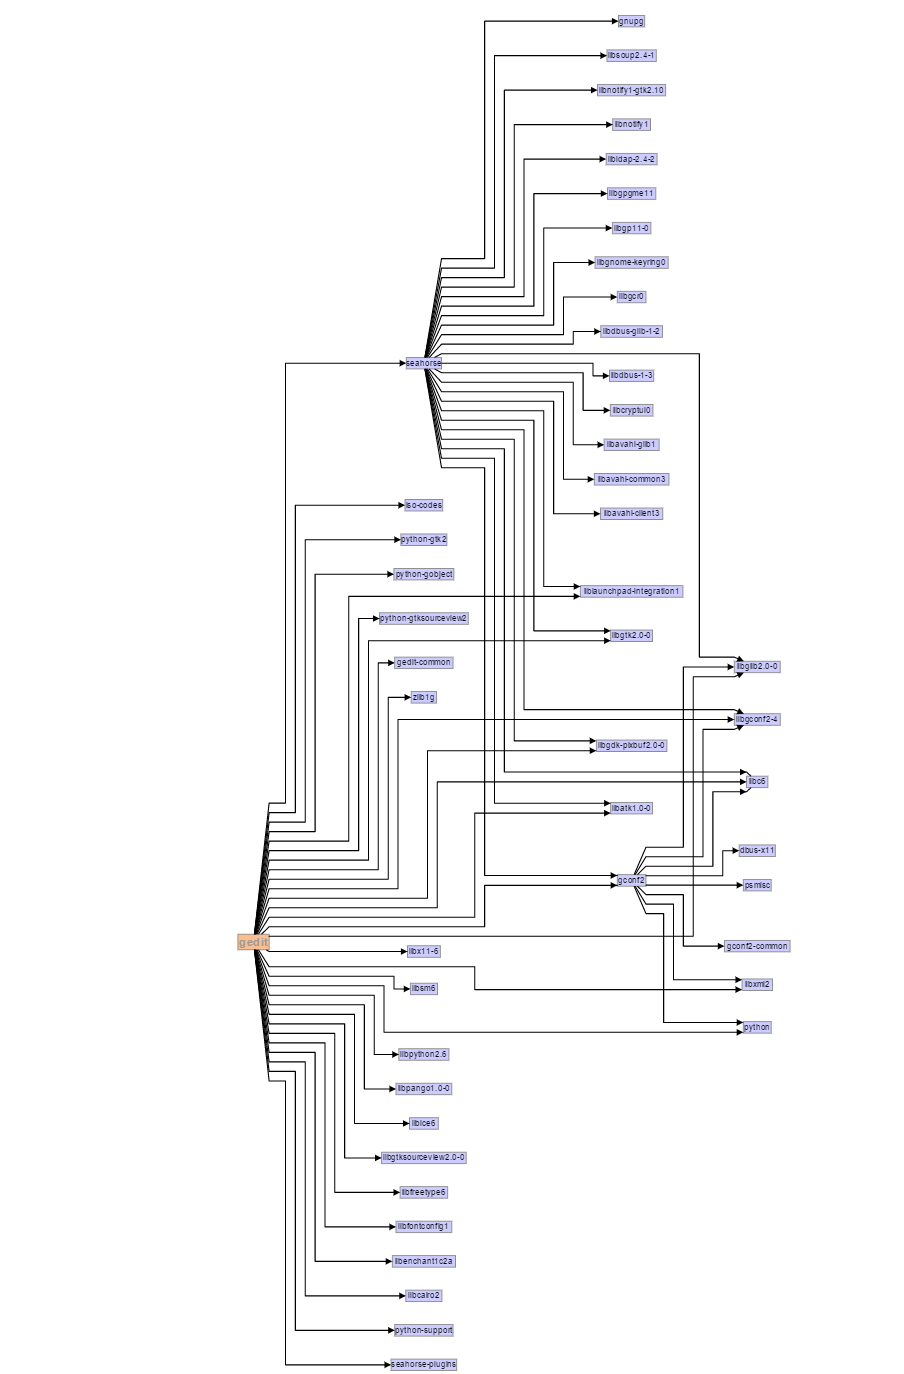 gnupg
libsoup2.4-1
libnotify1-gtk2.10
libnotify1
libldap-2.4-2
libgpgme11
libgp11-0
libgnome-keyring0
libgcr0
libdbus-glib-1-2
seahorse
libdbus-1-3
libcryptui0
libavahi-glib1
libavahi-common3
iso-codes
libavahi-client3
python-gtk2
python-gobject
liblaunchpad-integration1
python-gtksourceview2
libgtk2.0-0
gedit-common
libglib2.0-0
zlib1g
libgconf2-4
libgdk-pixbuf2.0-0
libc6
libatk1.0-0
dbus-x11
gconf2
psmisc
gedit
gconf2-common
libx11-6
libsm6
libxml2
python
libpython2.6
libpango1.0-0
libice6
libgtksourceview2.0-0
libfreetype6
libfontconfig1
libenchant1c2a
libcairo2
python-support
seahorse-plugins